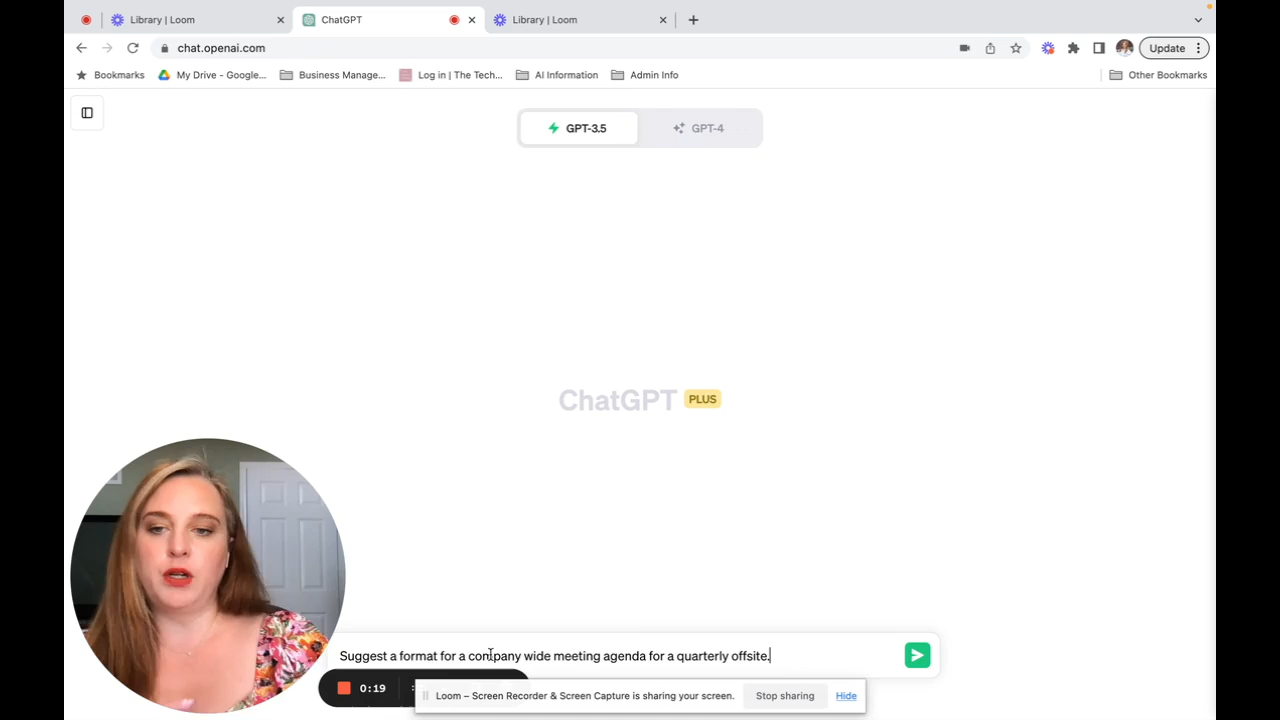 Library | Loom
ChatGPT
Library | Loom
chat.openai.com
Update
Bookmarks
My Drive - Google...
Business Manage...
Log in | The Tech...
AI Information
Admin Info
Other Bookmarks
GPT-3.5
GPT-4
ChatGPT PLUS
Suggest a format for a company wide meeting agenda for a quarterly offsite.
0:19
Loom – Screen Recorder & Screen Capture is sharing your screen.
Stop sharing
Hide